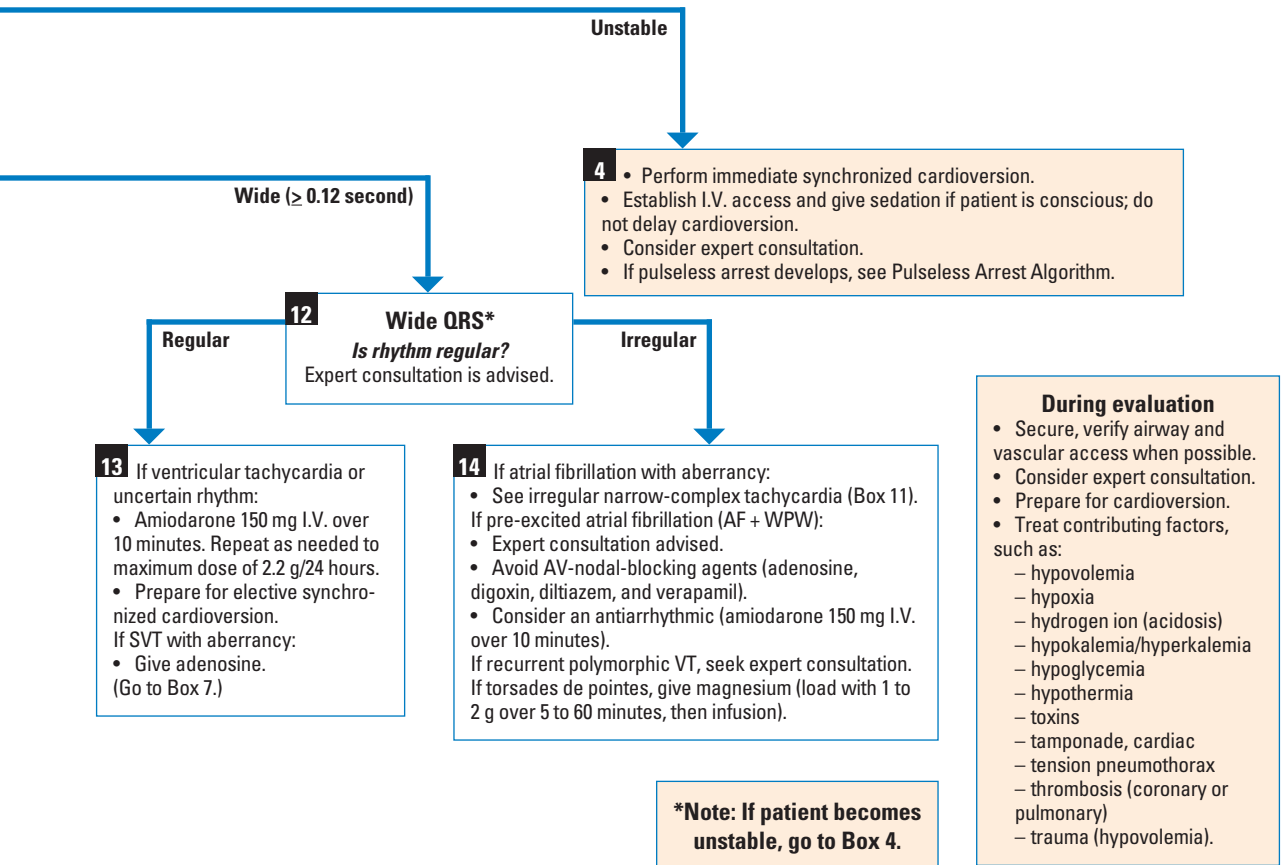 Unstable
4 • Perform immediate synchronized cardioversion.
• Establish I.V. access and give sedation if patient is conscious; do
not delay cardioversion.
• Consider expert consultation.
• If pulseless arrest develops, see Pulseless Arrest Algorithm.
Wide (≥ 0.12 second)
12 Wide QRS*
Is rhythm regular?
Expert consultation is advised.
Regular
Irregular
13 If ventricular tachycardia or
uncertain rhythm:
• Amiodarone 150 mg I.V. over
10 minutes. Repeat as needed to
maximum dose of 2.2 g/24 hours.
• Prepare for elective synchro-
nized cardioversion.
If SVT with aberrancy:
• Give adenosine.
(Go to Box 7.)
14 If atrial fibrillation with aberrancy:
• See irregular narrow-complex tachycardia (Box 11).
If pre-excited atrial fibrillation (AF + WPW):
• Expert consultation advised.
• Avoid AV-nodal-blocking agents (adenosine,
digoxin, diltiazem, and verapamil).
• Consider an antiarrhythmic (amiodarone 150 mg I.V.
over 10 minutes).
If recurrent polymorphic VT, seek expert consultation.
If torsades de pointes, give magnesium (load with 1 to
2 g over 5 to 60 minutes, then infusion).
During evaluation
• Secure, verify airway and
vascular access when possible.
• Consider expert consultation.
• Prepare for cardioversion.
• Treat contributing factors,
such as:
– hypovolemia
– hypoxia
– hydrogen ion (acidosis)
– hypokalemia/hyperkalemia
– hypoglycemia
– hypothermia
– toxins
– tamponade, cardiac
– tension pneumothorax
– thrombosis (coronary or
pulmonary)
– trauma (hypovolemia).
*Note: If patient becomes
unstable, go to Box 4.